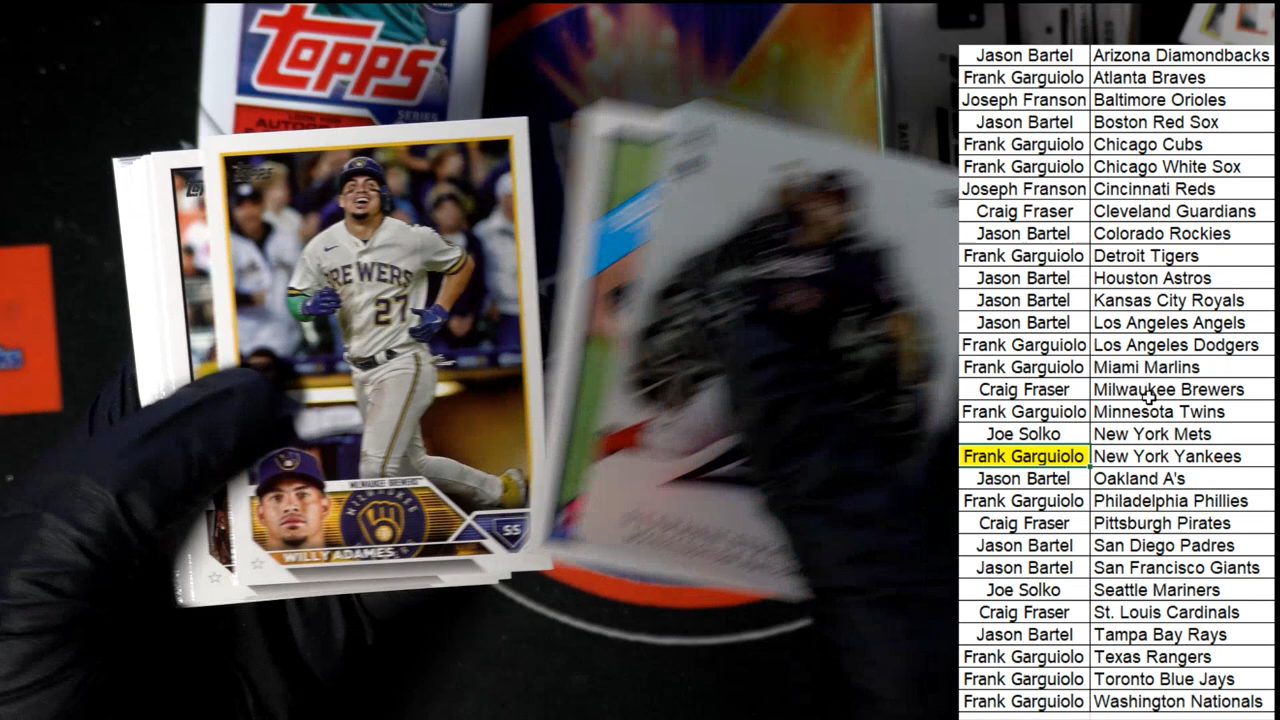 TOPPS
SERIES
BREWERS
27
MILWAUKEE BREWERS
SS
WILLY ADAMES
Jason Bartel Arizona Diamondbacks
Frank Garguiolo Atlanta Braves
Joseph Franson Baltimore Orioles
Jason Bartel Boston Red Sox
Frank Garguiolo Chicago Cubs
Frank Garguiolo Chicago White Sox
Joseph Franson Cincinnati Reds
Craig Fraser Cleveland Guardians
Jason Bartel Colorado Rockies
Frank Garguiolo Detroit Tigers
Jason Bartel Houston Astros
Jason Bartel Kansas City Royals
Jason Bartel Los Angeles Angels
Frank Garguiolo Los Angeles Dodgers
Frank Garguiolo Miami Marlins
Craig Fraser Milwaukee Brewers
Frank Garguiolo Minnesota Twins
Joe Solko New York Mets
Frank Garguiolo New York Yankees
Jason Bartel Oakland A's
Frank Garguiolo Philadelphia Phillies
Craig Fraser Pittsburgh Pirates
Jason Bartel San Diego Padres
Jason Bartel San Francisco Giants
Joe Solko Seattle Mariners
Craig Fraser St. Louis Cardinals
Jason Bartel Tampa Bay Rays
Frank Garguiolo Texas Rangers
Frank Garguiolo Toronto Blue Jays
Frank Garguiolo Washington Nationals